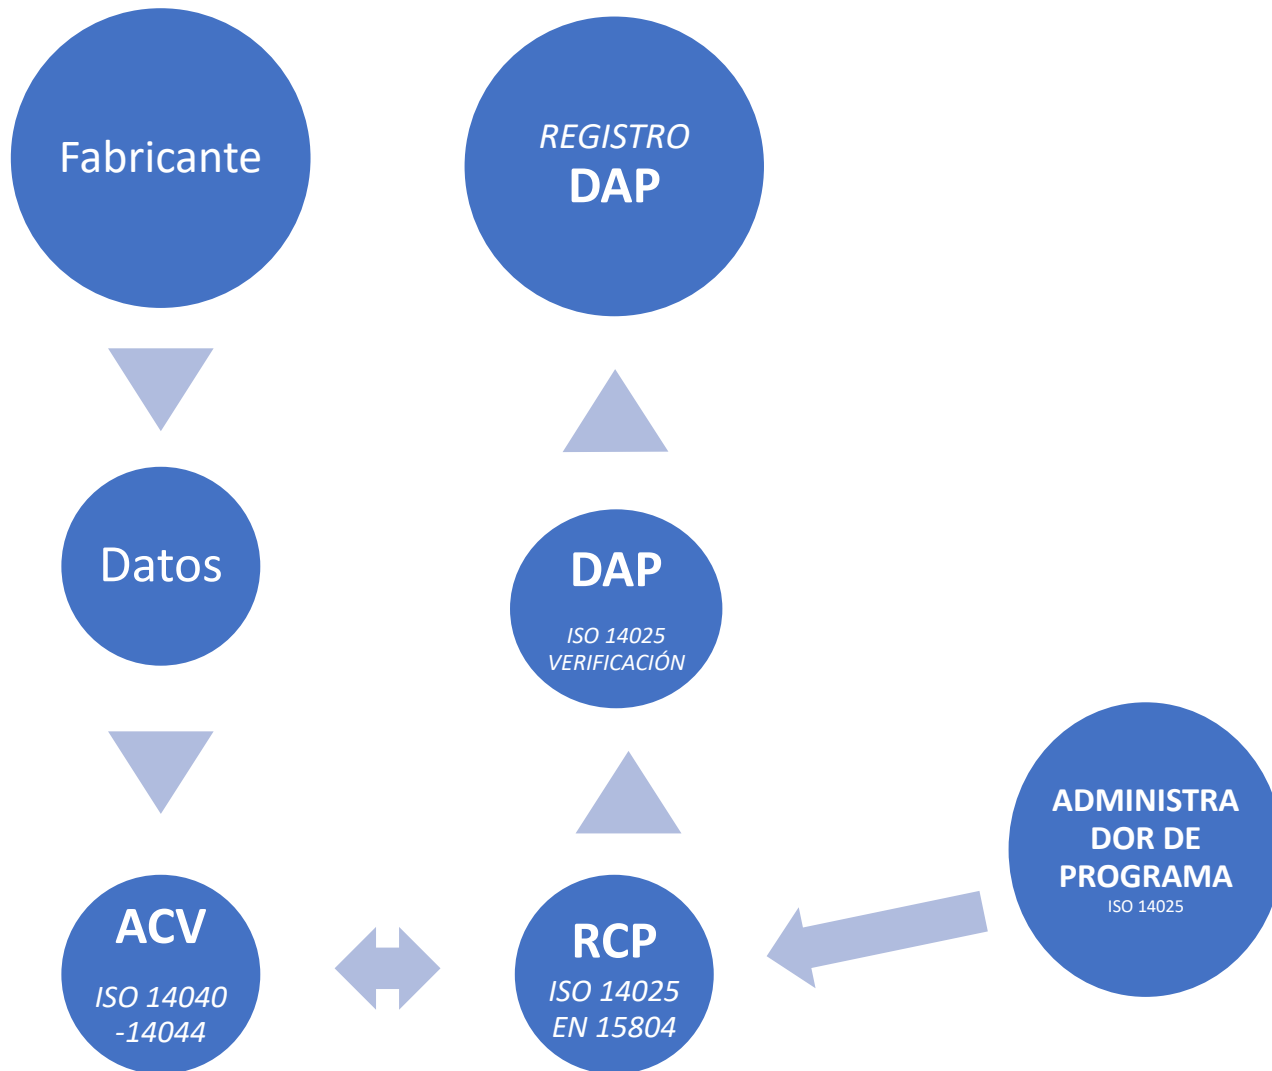 Fabricante
REGISTRO
DAP
Datos
DAP
ISO 14025
VERIFICACIÓN
ACV
ISO 14040
-14044
RCP
ISO 14025
EN 15804
ADMINISTRA
DOR DE
PROGRAMA
ISO 14025